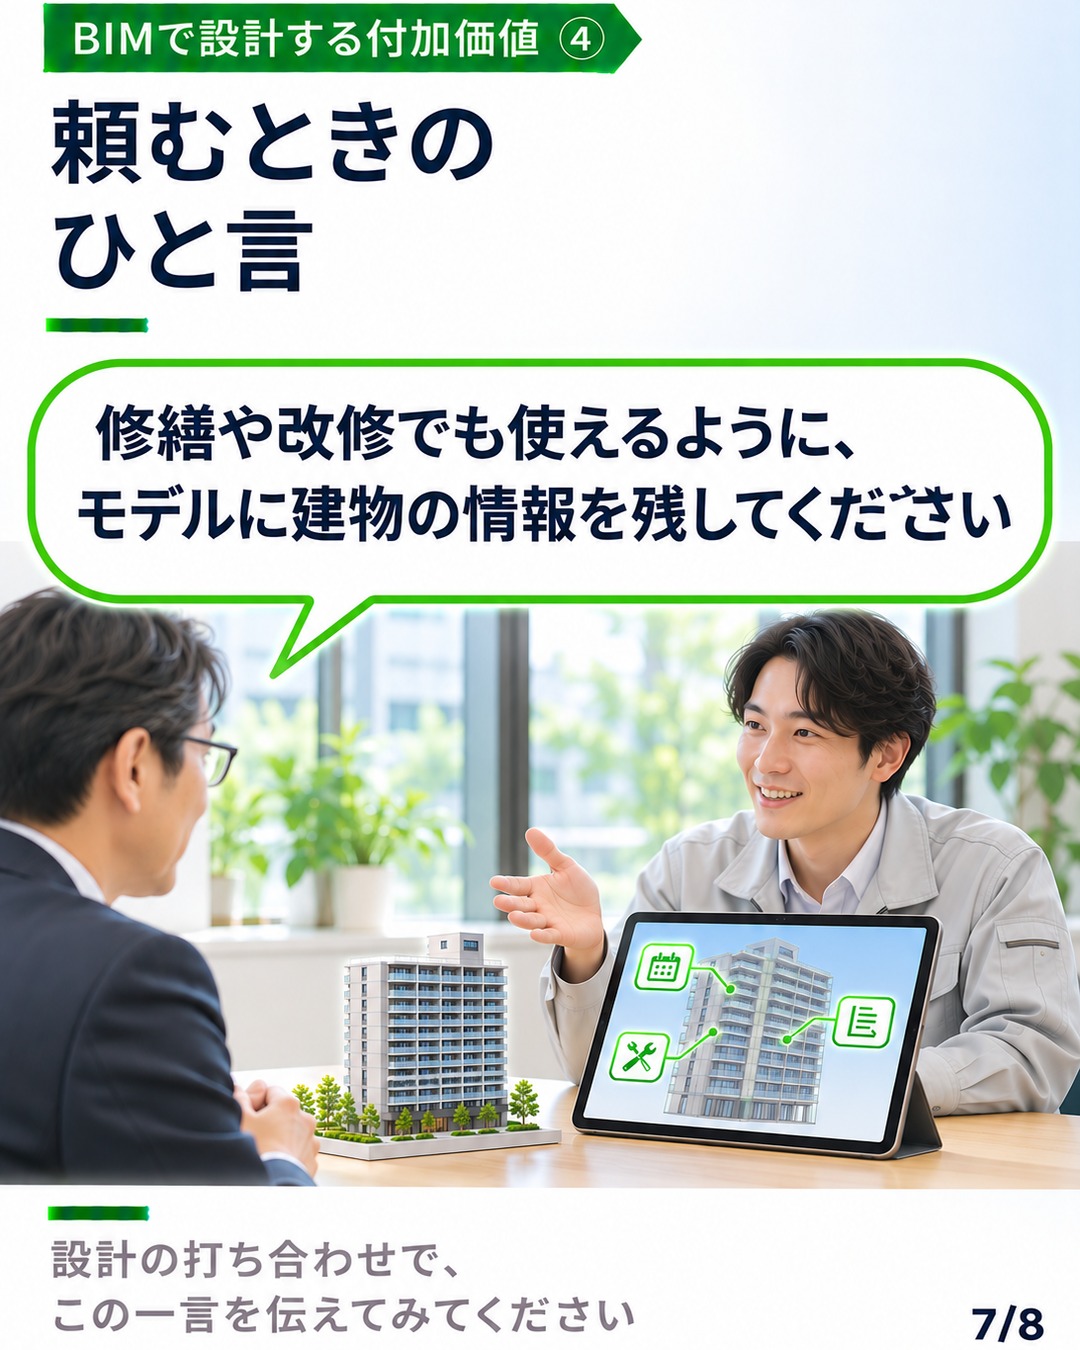 BIMで設計する付加価値 ④
頼むときの
ひと言
修繕や改修でも使えるように、
モデルに建物の情報を残してください
設計の打ち合わせで、
この一言を伝えてみてください
7/8